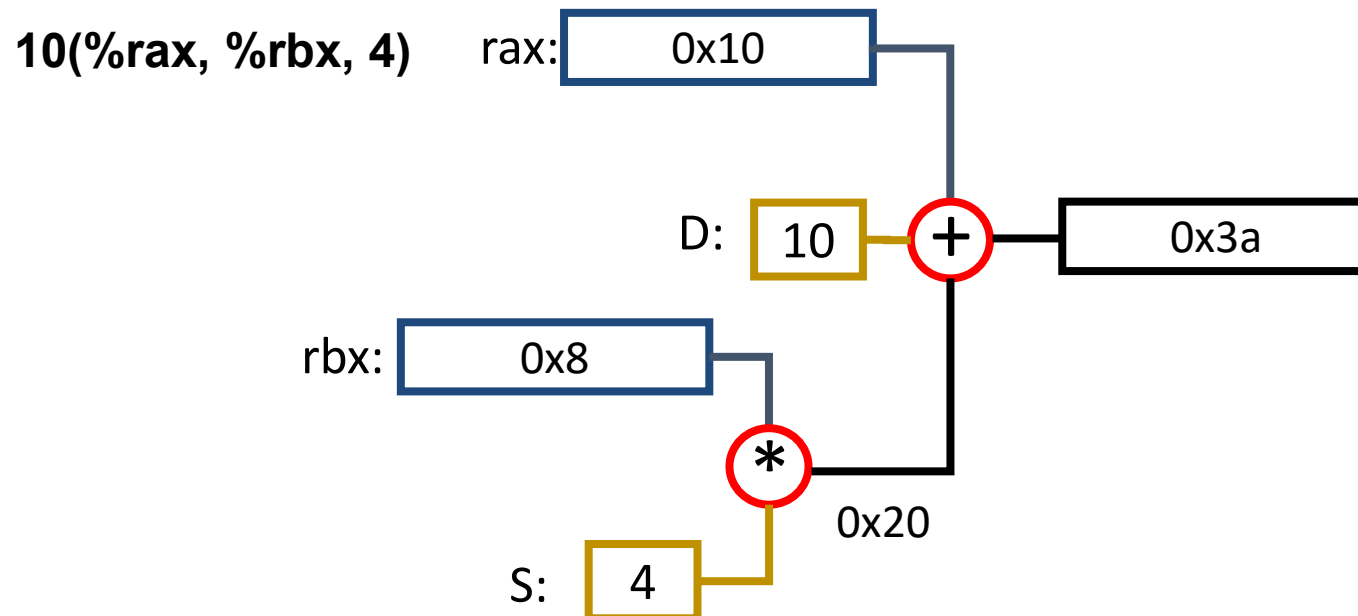 10(%rax, %rbx, 4)
rax: 0x10
D: 10 + 0x3a
rbx: 0x8
*
0x20
S: 4